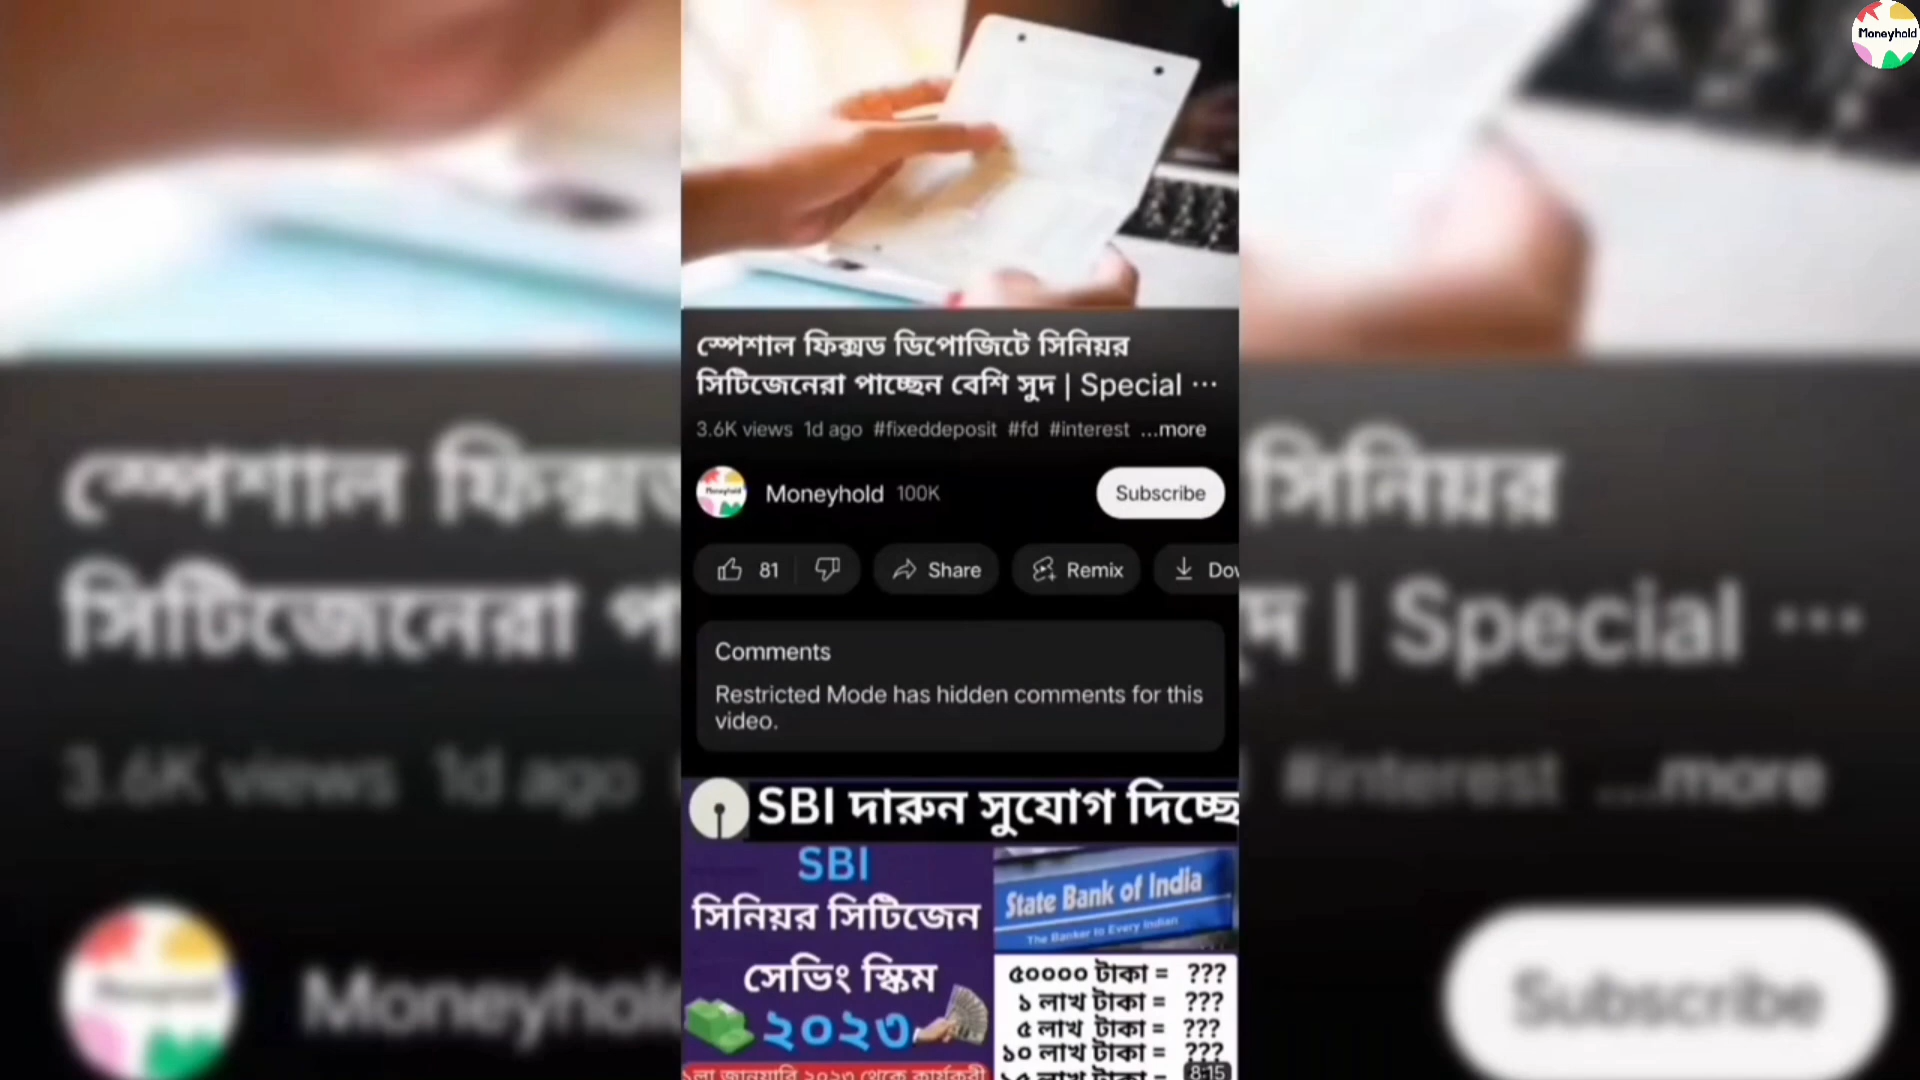 Moneyhold
স্পেশাল ফিক্সড ডিপোজিটে সিনিয়র
সিটিজেনেরা পাচ্ছেন বেশি সুদ | Special ...
3.6K views 1d ago #fixeddeposit #fd #interest ...more
Moneyhold 100K
Subscribe
81 Share Remix
Comments
Restricted Mode has hidden comments for this
video.
SBI দারুন সুযোগ দিচ্ছে
SBI
সিনিয়র সিটিজেন
সেভিং স্কিম
২০২৩
State Bank of India
The Banker to Every Indian
৫০০০০ টাকা = ???
১ লাখ টাকা = ???
৫ লাখ টাকা = ???
১০ লাখ টাকা = ???
8:15